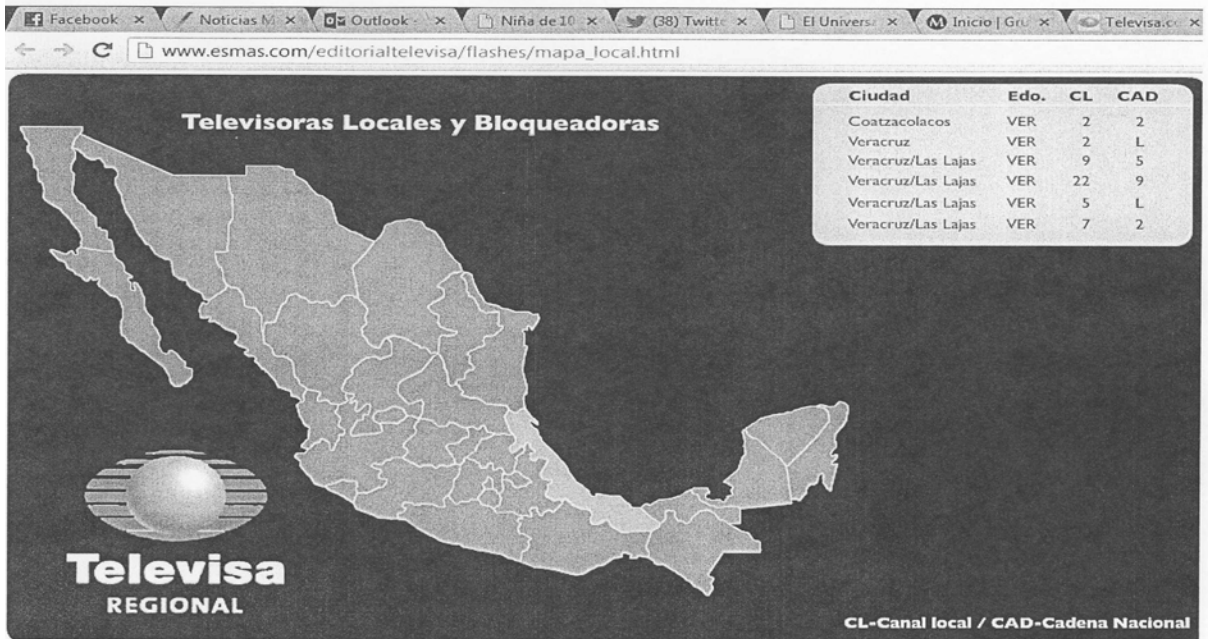 Facebook × Noticias M × Outlook - × Niña de 10 × (38) Twitte × El Universa × Inicio | Gru × Televisa.co ×
www.esmas.com/editorialtelevisa/flashes/mapa_local.html
Televisoras Locales y Bloqueadoras
Ciudad Edo. CL CAD
Coatzacolacos VER 2 2
Veracruz VER 2 L
Veracruz/Las Lajas VER 9 5
Veracruz/Las Lajas VER 22 9
Veracruz/Las Lajas VER 5 L
Veracruz/Las Lajas VER 7 2
Televisa
REGIONAL
CL-Canal local / CAD-Cadena Nacional